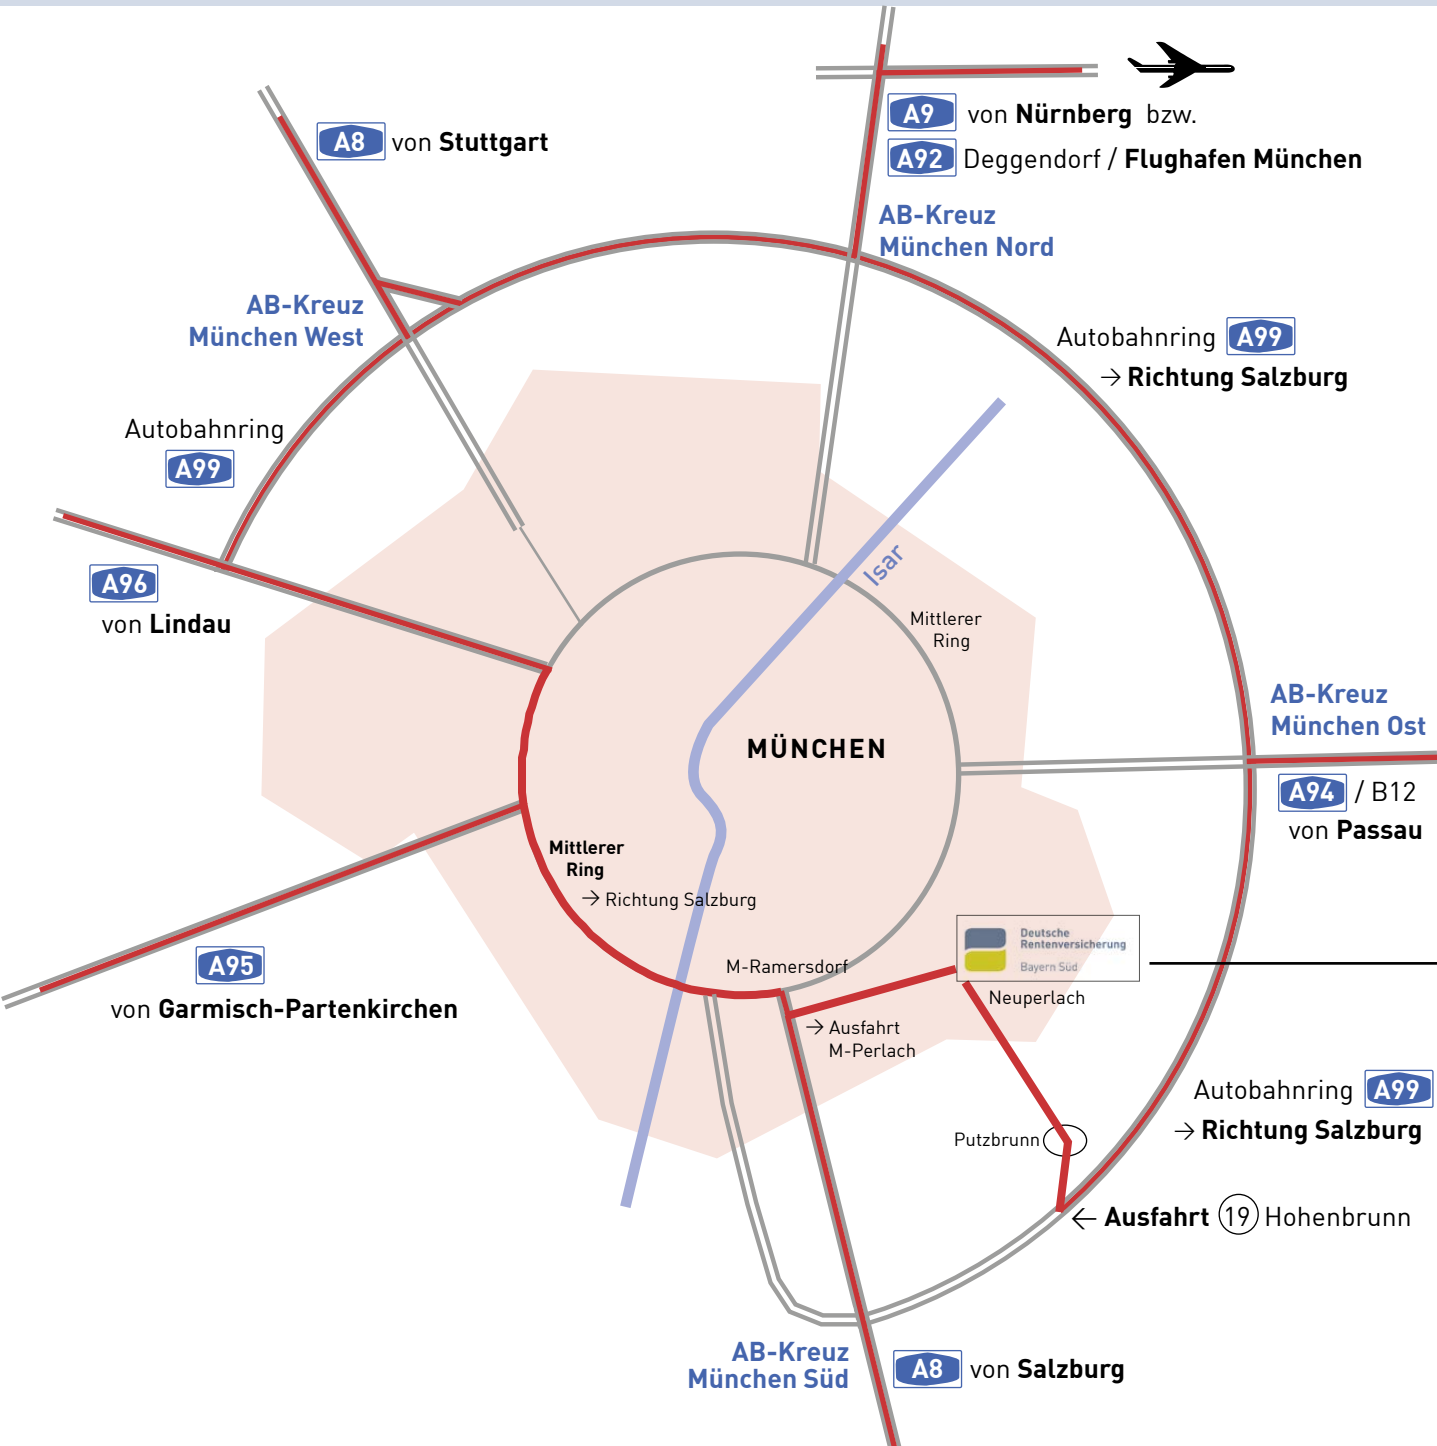 A9 von Nürnberg bzw.
A92 Deggendorf / Flughafen München
A8 von Stuttgart
AB-Kreuz
München Nord
AB-Kreuz
München West
Autobahnring A99
→ Richtung Salzburg
Autobahnring
A99
A96
von Lindau
Isar
Mittlerer
Ring
AB-Kreuz
München Ost
MÜNCHEN
A94 / B12
von Passau
Mittlerer
Ring
→ Richtung Salzburg
Deutsche
Rentenversicherung
Bayern Süd
M-Ramersdorf
A95
von Garmisch-Partenkirchen
Neuperlach
→ Ausfahrt
M-Perlach
Autobahnring A99
→ Richtung Salzburg
Putzbrunn
← Ausfahrt 19 Hohenbrunn
AB-Kreuz
München Süd
A8 von Salzburg